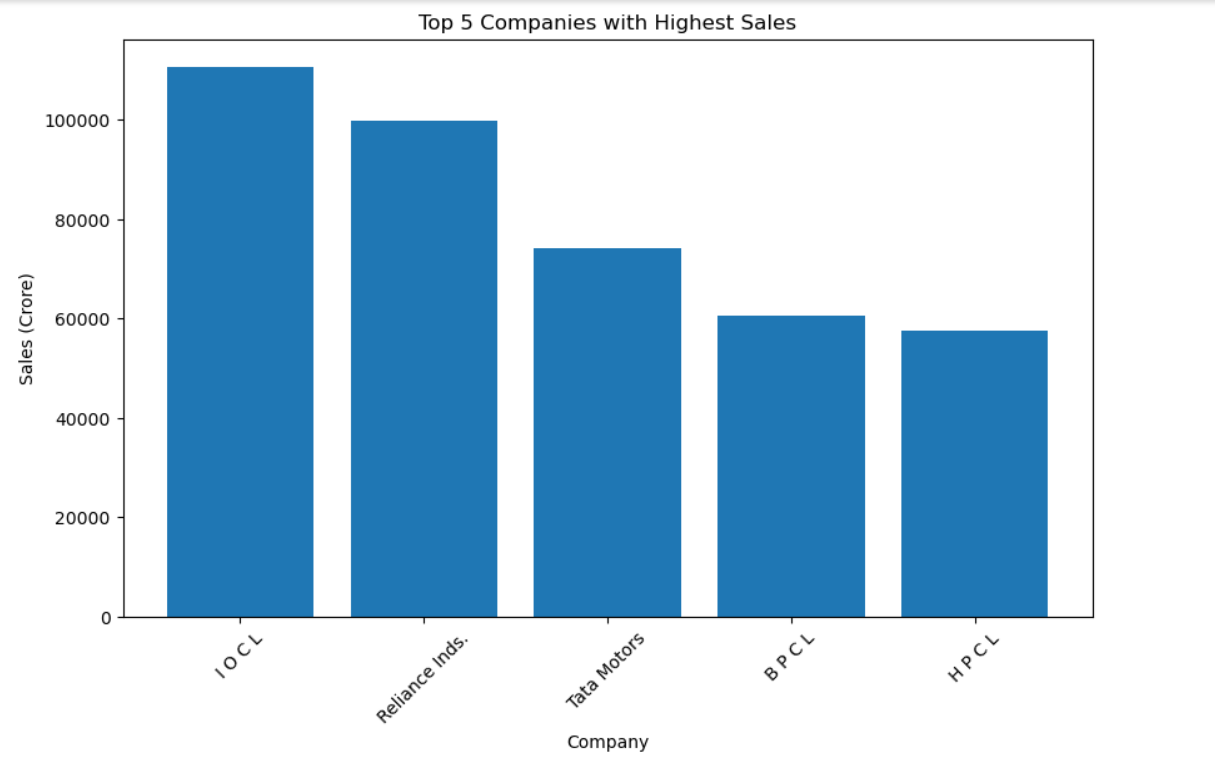 Top 5 Companies with Highest Sales
100000
80000
60000
40000
20000
0
Sales (Crore)
I O C L
Reliance Inds.
Tata Motors
B P C L
H P C L
Company